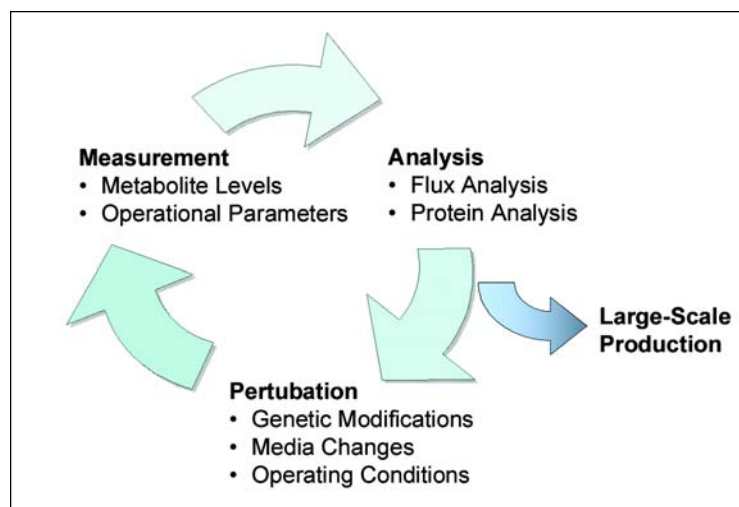 Measurement
• Metabolite Levels
• Operational Parameters
Analysis
• Flux Analysis
• Protein Analysis
Large-Scale
Production
Pertubation
• Genetic Modifications
• Media Changes
• Operating Conditions